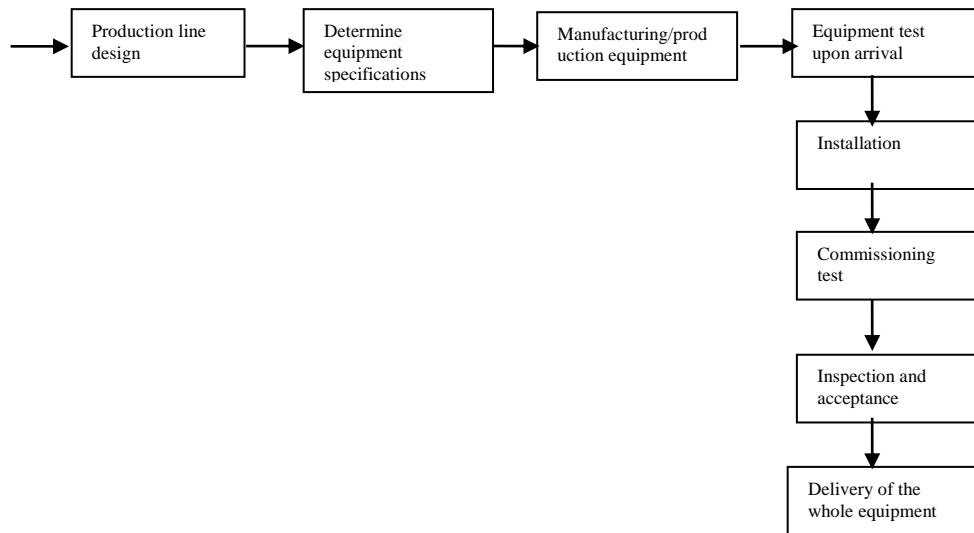 Production line
design
Determine
equipment
specifications
Manufacturing/prod
uction equipment
Equipment test
upon arrival
Installation
Commissioning
test
Inspection and
acceptance
Delivery of the
whole equipment